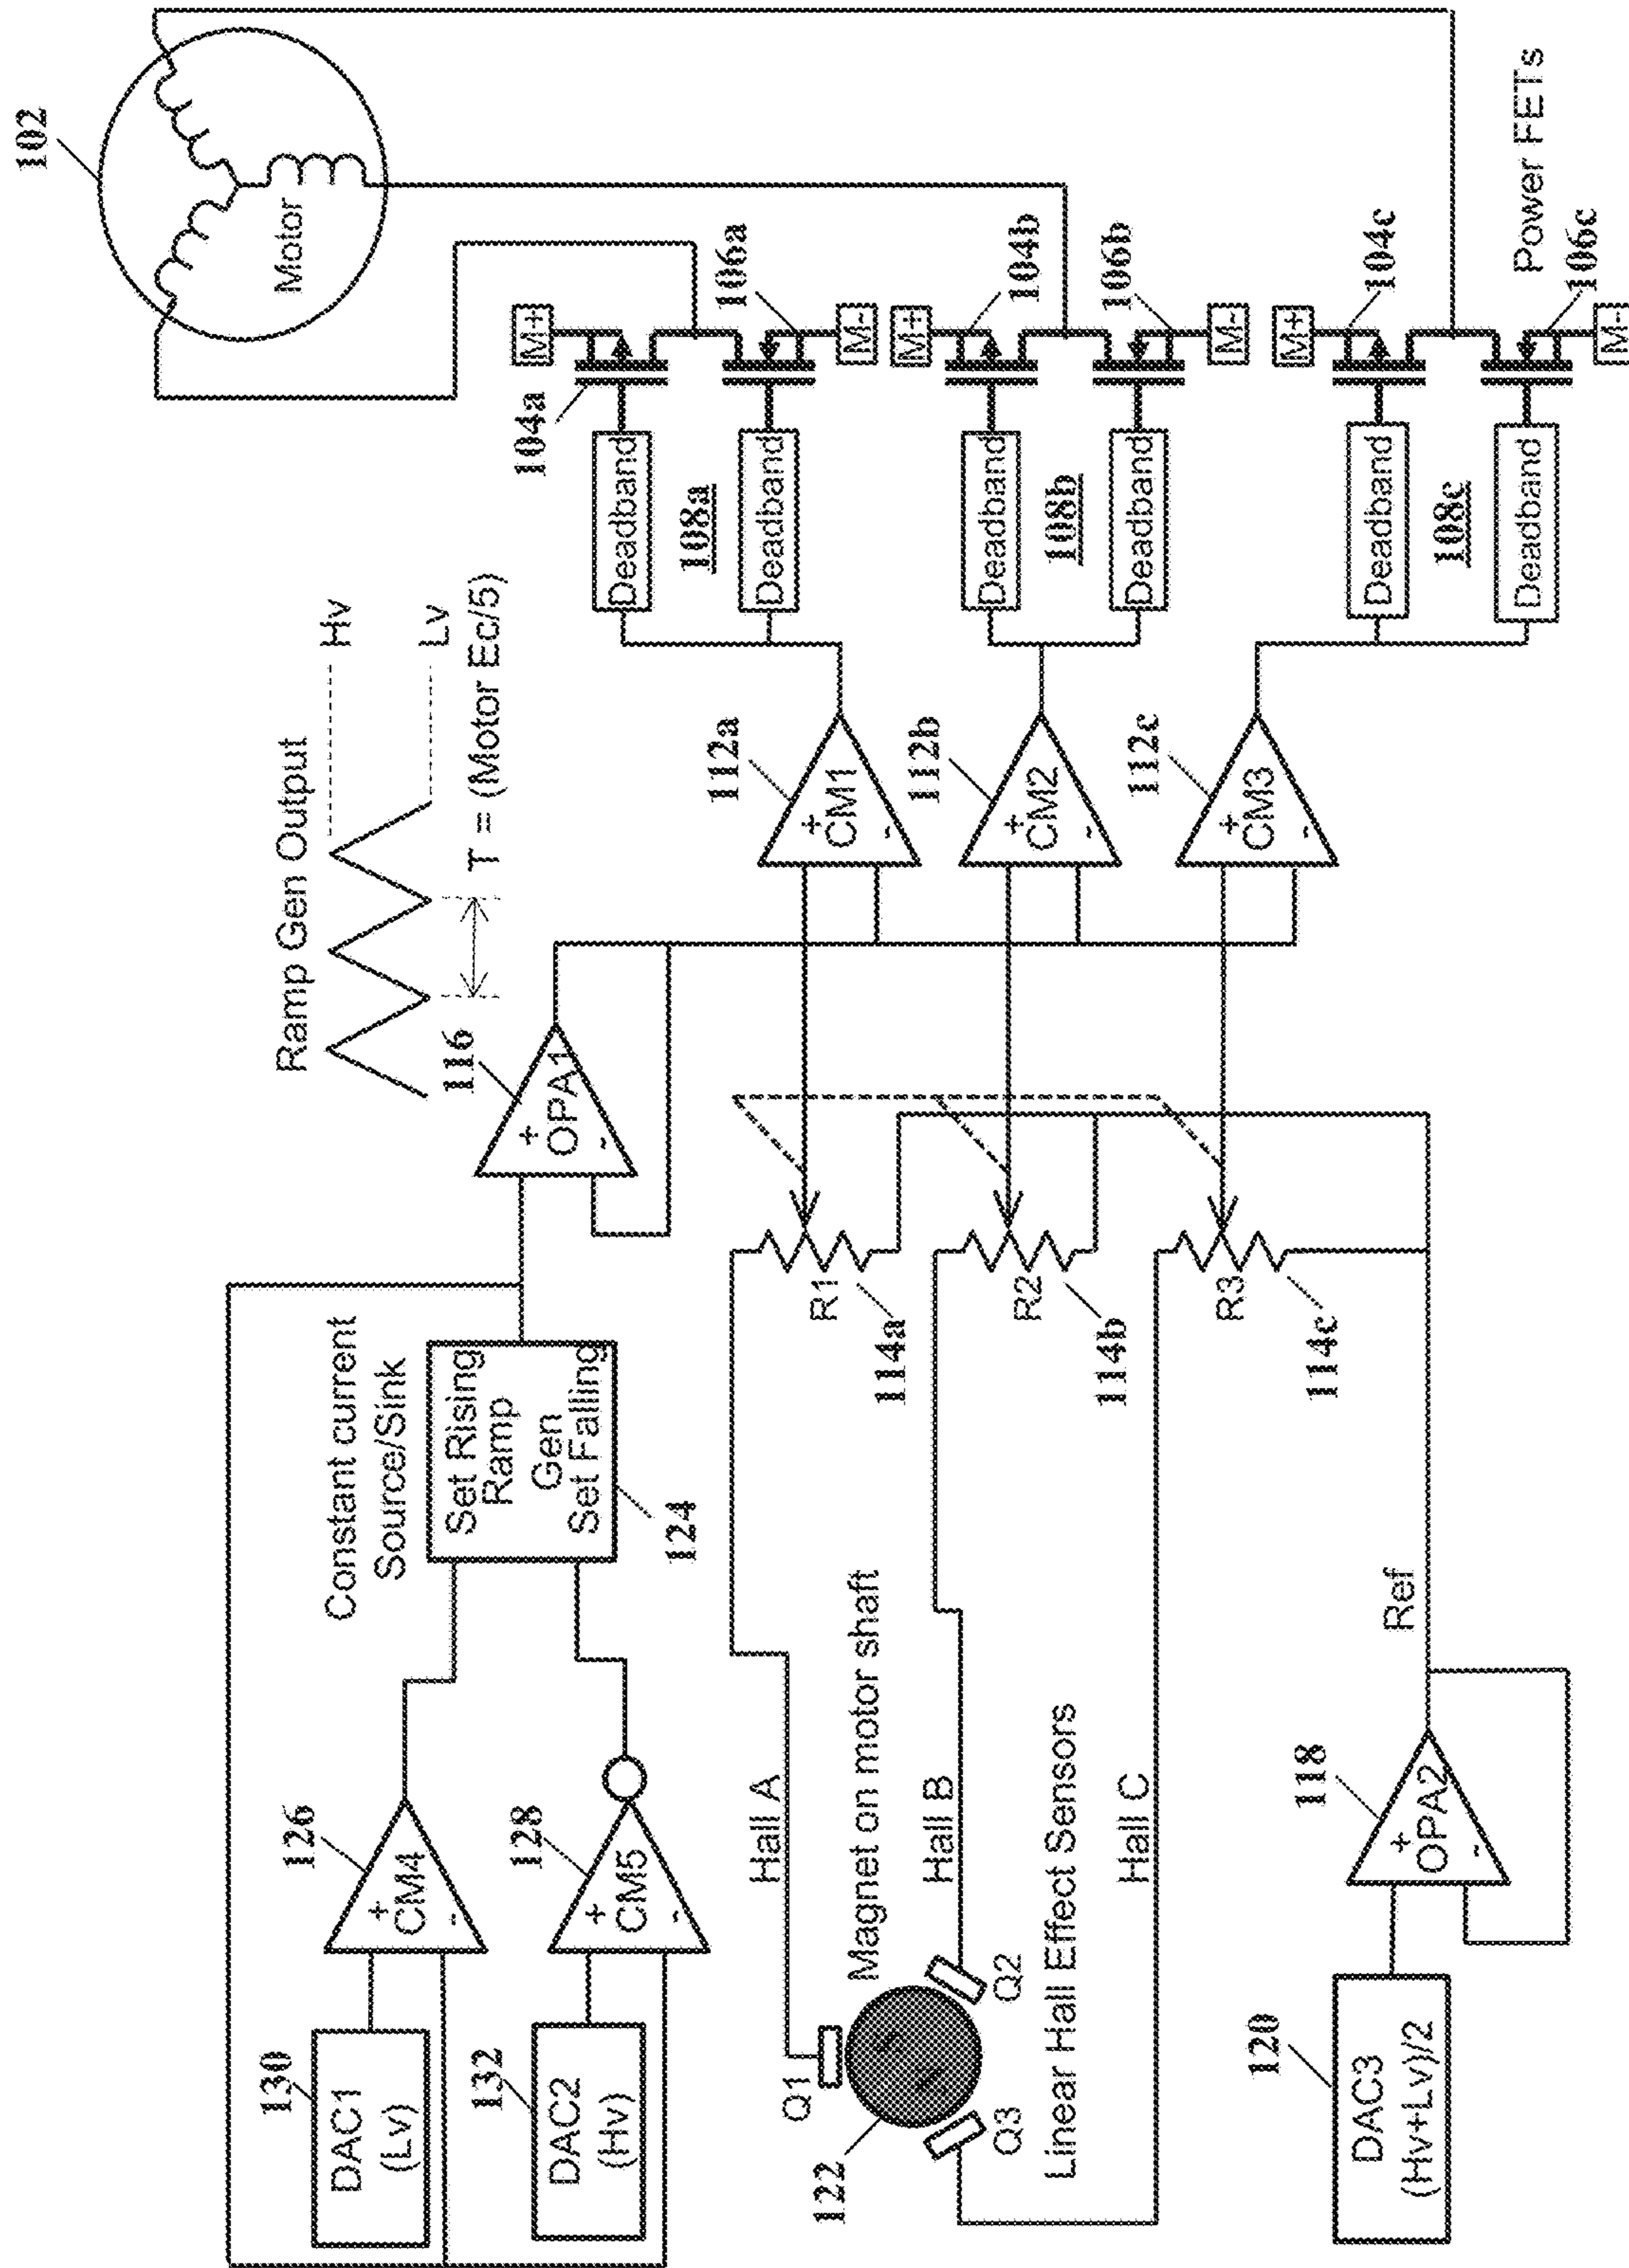 102
Motor
Ramp Gen Output
Hv
Lv
T = (Motor Ec/5)
116
+
OPA1
-
Constant current
Source/Sink
Set Rising
Ramp
Gen
Set Falling
124
126
+
CM4
-
128
+
CM5
-
130
DAC1
(Lv)
132
DAC2
(Hv)
M+
104a
106a
M-
Deadband
108a
Deadband
112a
+
CM1
-
M+
104b
106b
M-
Deadband
108b
Deadband
112b
+
CM2
-
M+
104c
106c
M-
Power FETs
Deadband
108c
Deadband
112c
+
CM3
-
R1
114a
R2
114b
R3
114c
Hall A
Magnet on motor shaft
Hall B
Linear Hall Effect Sensors
Hall C
Q1
Q2
Q3
122
Ref
118
+
OPA2
-
120
DAC3
(Hv+Lv)/2